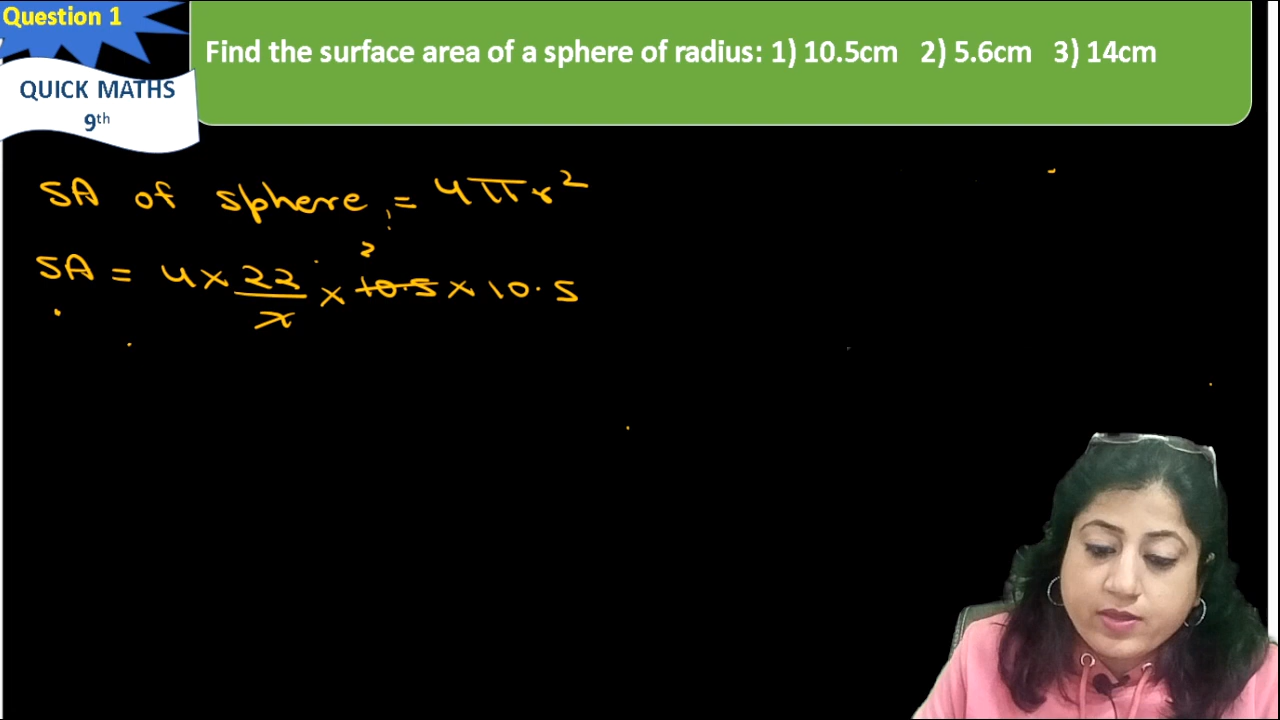 Question 1
Find the surface area of a sphere of radius: 1) 10.5cm 2) 5.6cm 3) 14cm
QUICK MATHS
9th
SA of sphere = 4πr²
2
SA = 4 × 22/7 × 10.5 × 10.5